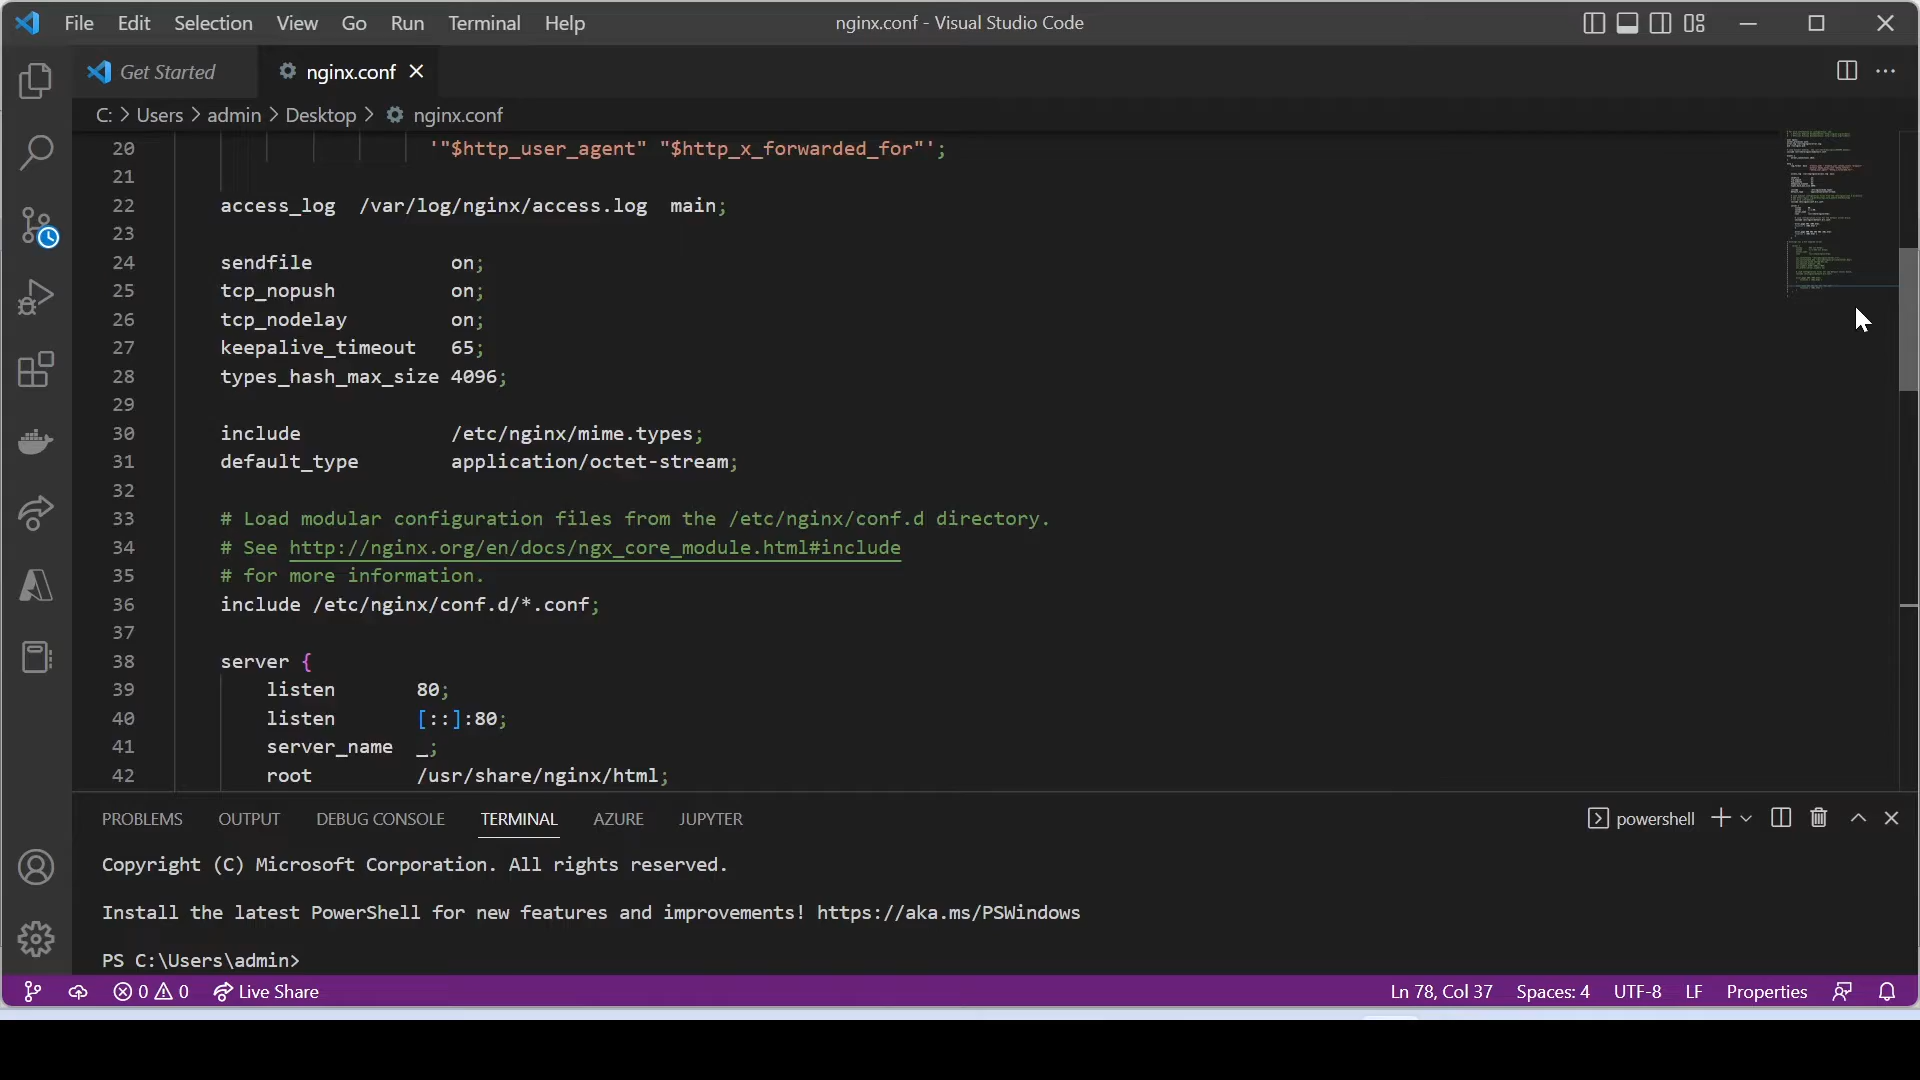 File Edit Selection View Go Run Terminal Help nginx.conf - Visual Studio Code
Get Started nginx.conf
C: > Users > admin > Desktop > nginx.conf
20 '"$http_user_agent" "$http_x_forwarded_for"';
21
22 access_log /var/log/nginx/access.log main;
23
24 sendfile on;
25 tcp_nopush on;
26 tcp_nodelay on;
27 keepalive_timeout 65;
28 types_hash_max_size 4096;
29
30 include /etc/nginx/mime.types;
31 default_type application/octet-stream;
32
33 # Load modular configuration files from the /etc/nginx/conf.d directory.
34 # See http://nginx.org/en/docs/ngx_core_module.html#include
35 # for more information.
36 include /etc/nginx/conf.d/*.conf;
37
38 server {
39 listen 80;
40 listen [::]:80;
41 server_name _;
42 root /usr/share/nginx/html;
PROBLEMS OUTPUT DEBUG CONSOLE TERMINAL AZURE JUPYTER powershell
Copyright (C) Microsoft Corporation. All rights reserved.
Install the latest PowerShell for new features and improvements! https://aka.ms/PSWindows
PS C:\Users\admin>
0 0 Live Share Ln 78, Col 37 Spaces: 4 UTF-8 LF Properties